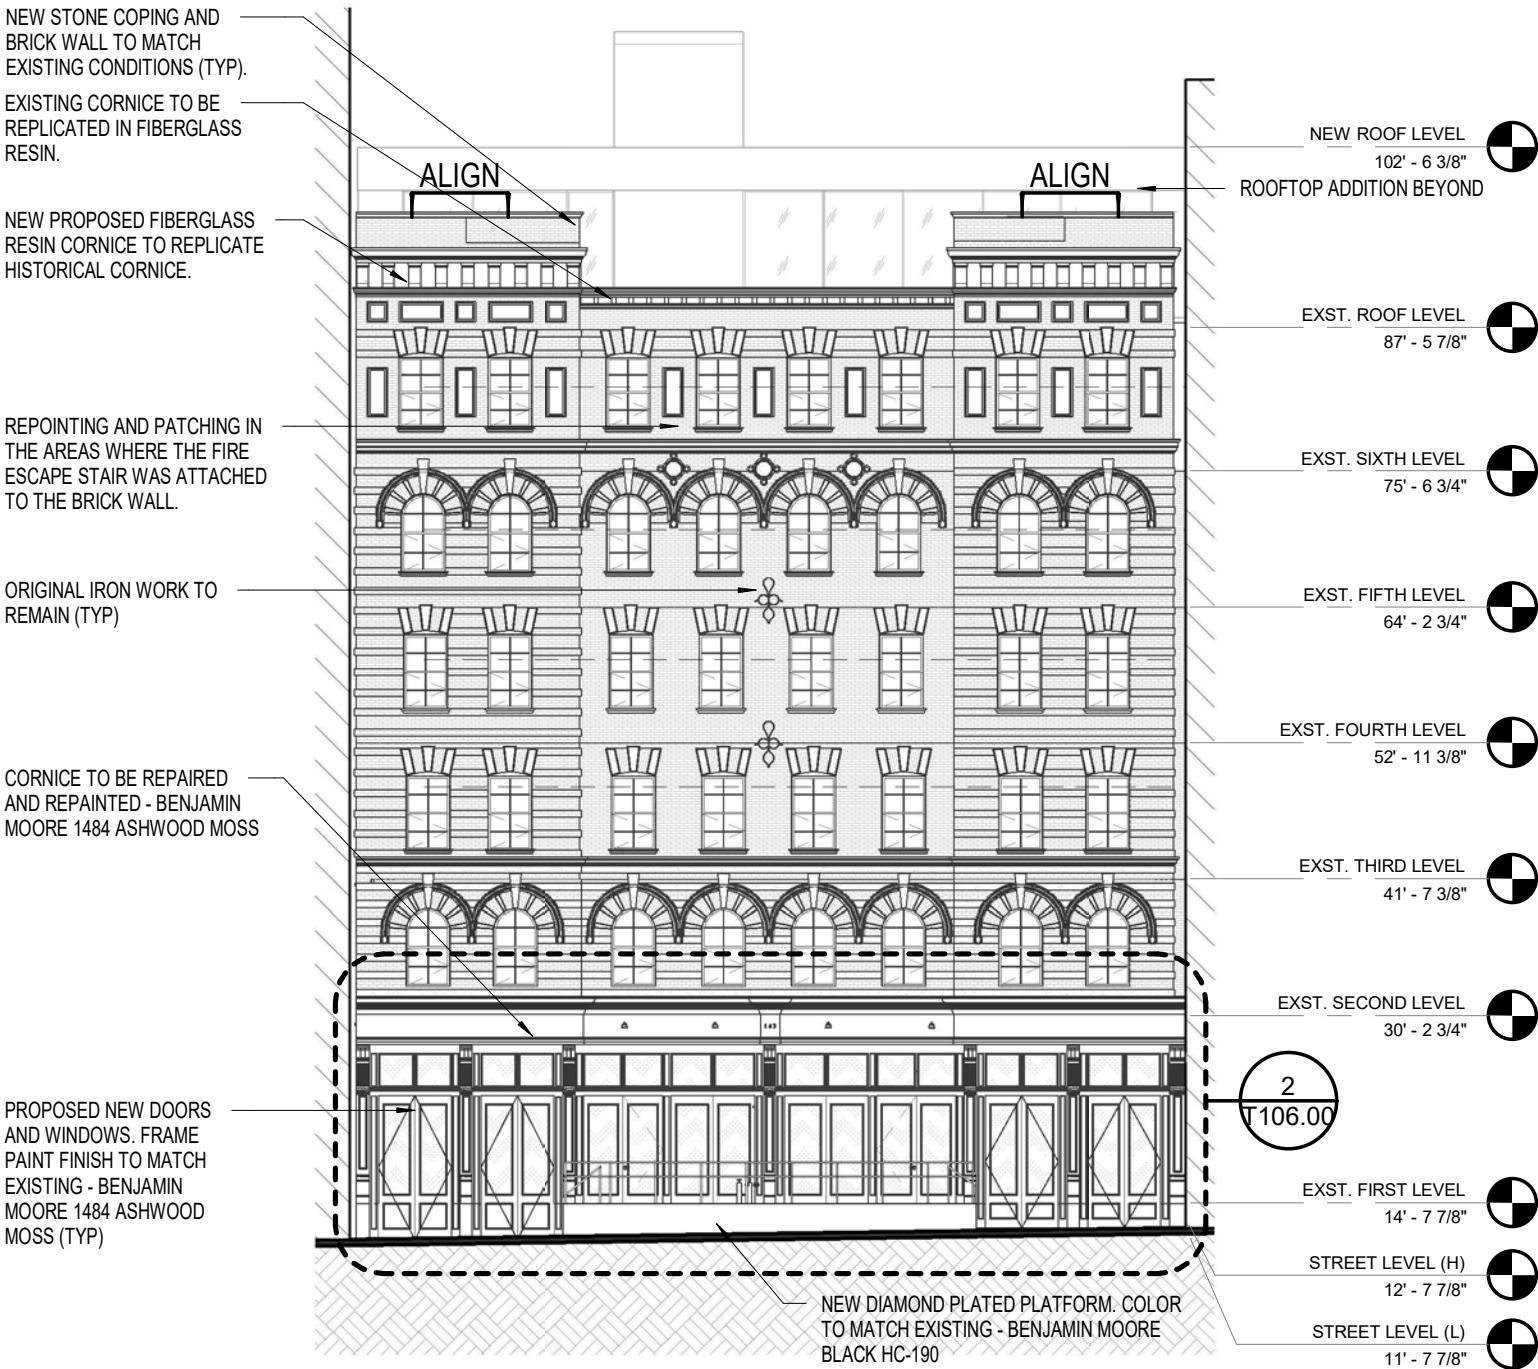 NEW STONE COPING AND
BRICK WALL TO MATCH
EXISTING CONDITIONS (TYP).
EXISTING CORNICE TO BE
REPLICATED IN FIBERGLASS
RESIN.
NEW PROPOSED FIBERGLASS
RESIN CORNICE TO REPLICATE
HISTORICAL CORNICE.
REPOINTING AND PATCHING IN
THE AREAS WHERE THE FIRE
ESCAPE STAIR WAS ATTACHED
TO THE BRICK WALL.
ORIGINAL IRON WORK TO
REMAIN (TYP)
CORNICE TO BE REPAIRED
AND REPAINTED - BENJAMIN
MOORE 1484 ASHWOOD MOSS
PROPOSED NEW DOORS
AND WINDOWS. FRAME
PAINT FINISH TO MATCH
EXISTING - BENJAMIN
MOORE 1484 ASHWOOD
MOSS (TYP)
ALIGN
ALIGN
143
NEW DIAMOND PLATED PLATFORM. COLOR
TO MATCH EXISTING - BENJAMIN MOORE
BLACK HC-190
NEW ROOF LEVEL
102' - 6 3/8"
ROOFTOP ADDITION BEYOND
EXST. ROOF LEVEL
87' - 5 7/8"
EXST. SIXTH LEVEL
75' - 6 3/4"
EXST. FIFTH LEVEL
64' - 2 3/4"
EXST. FOURTH LEVEL
52' - 11 3/8"
EXST. THIRD LEVEL
41' - 7 3/8"
EXST. SECOND LEVEL
30' - 2 3/4"
2
T106.00
EXST. FIRST LEVEL
14' - 7 7/8"
STREET LEVEL (H)
12' - 7 7/8"
STREET LEVEL (L)
11' - 7 7/8"